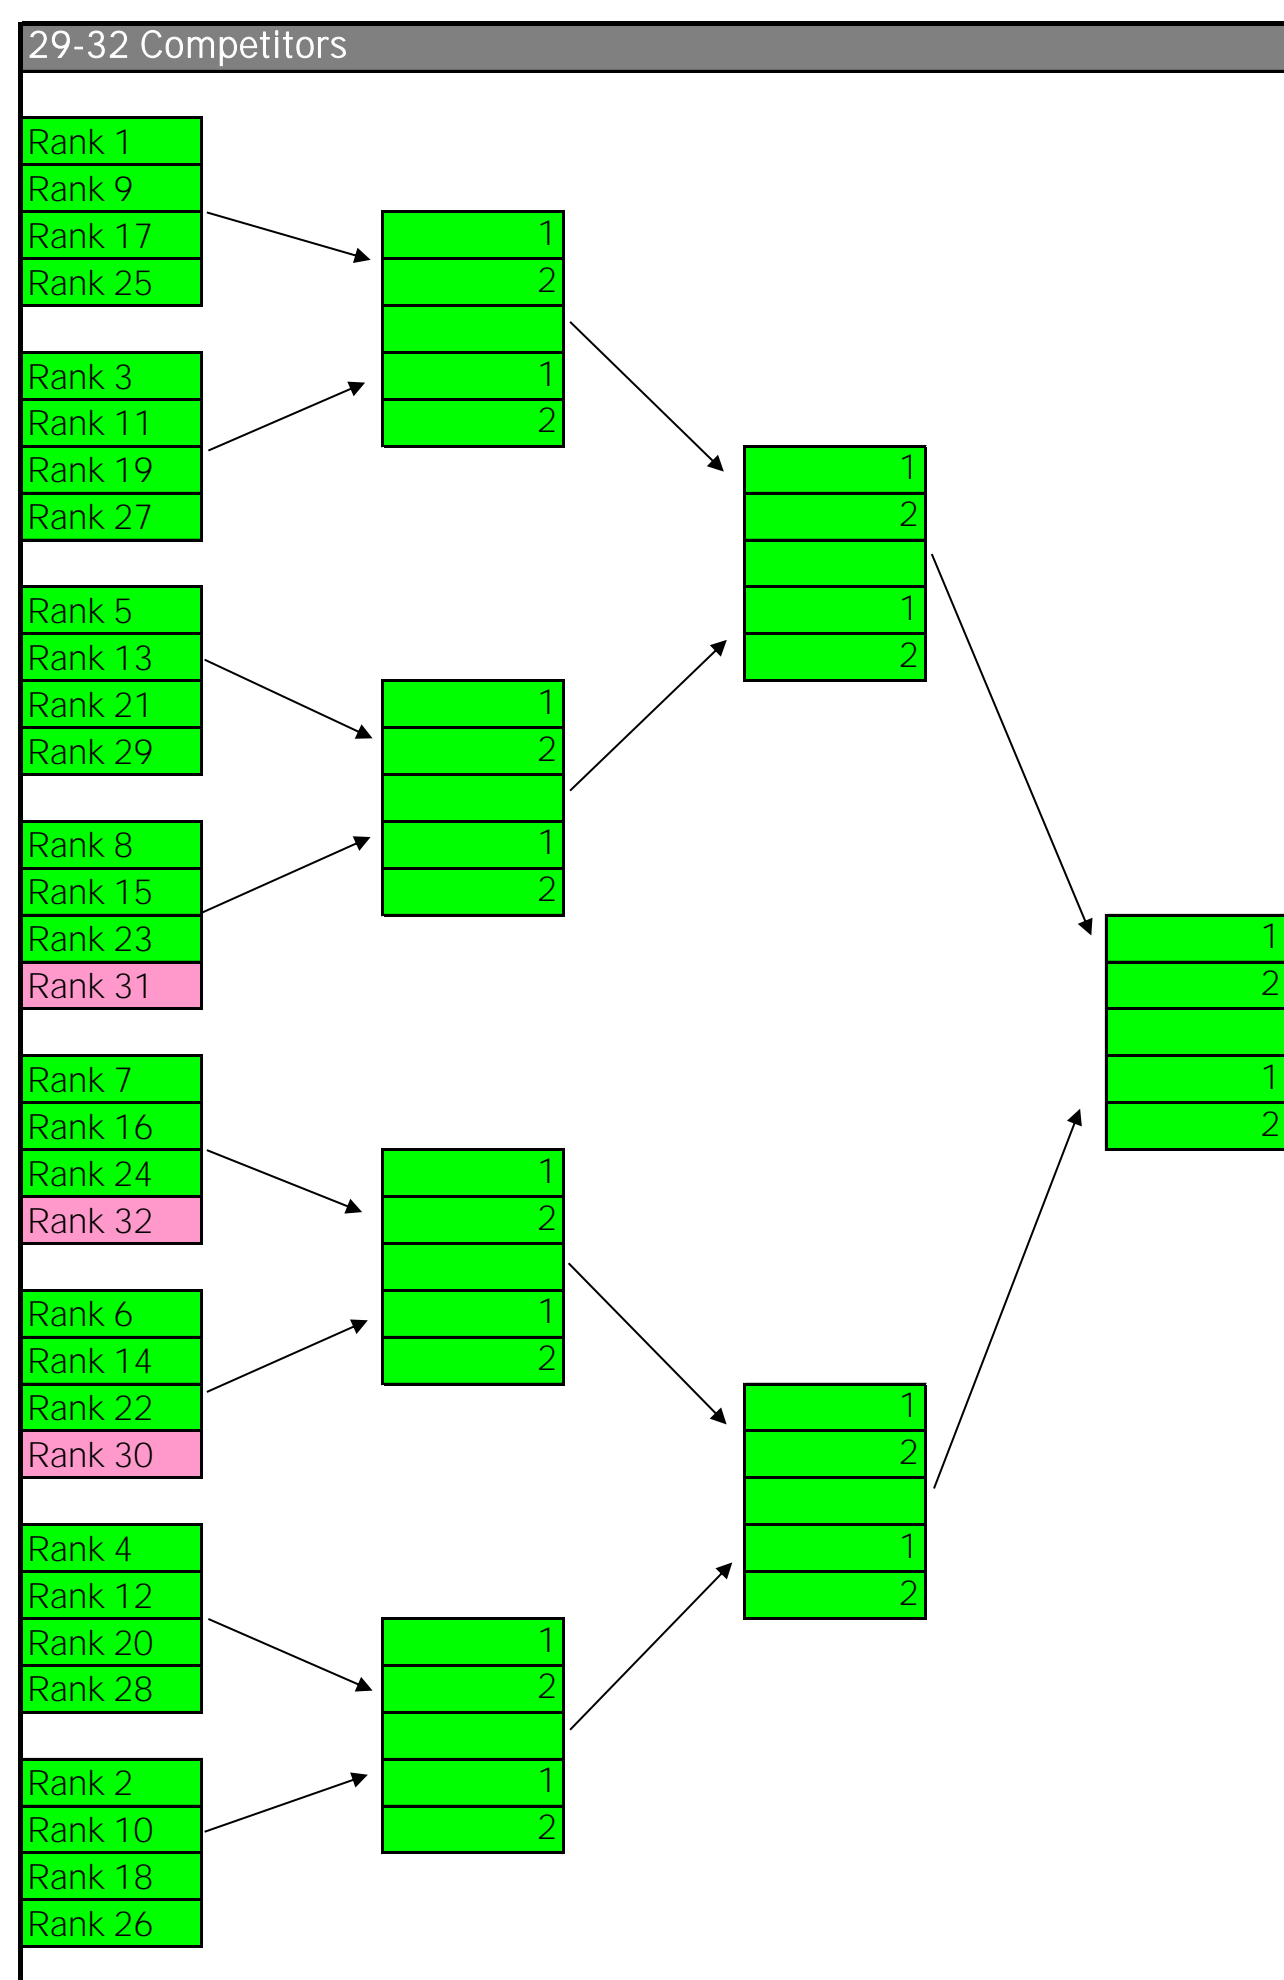 29-32 Competitors
Rank 1
Rank 9
Rank 17
Rank 25
Rank 3
Rank 11
Rank 19
Rank 27
Rank 5
Rank 13
Rank 21
Rank 29
Rank 8
Rank 15
Rank 23
Rank 31
Rank 7
Rank 16
Rank 24
Rank 32
Rank 6
Rank 14
Rank 22
Rank 30
Rank 4
Rank 12
Rank 20
Rank 28
Rank 2
Rank 10
Rank 18
Rank 26
1
2
1
2
1
2
1
2
1
2
1
2
1
2
1
2
1
2
1
2
1
2
1
2
1
2
1
2